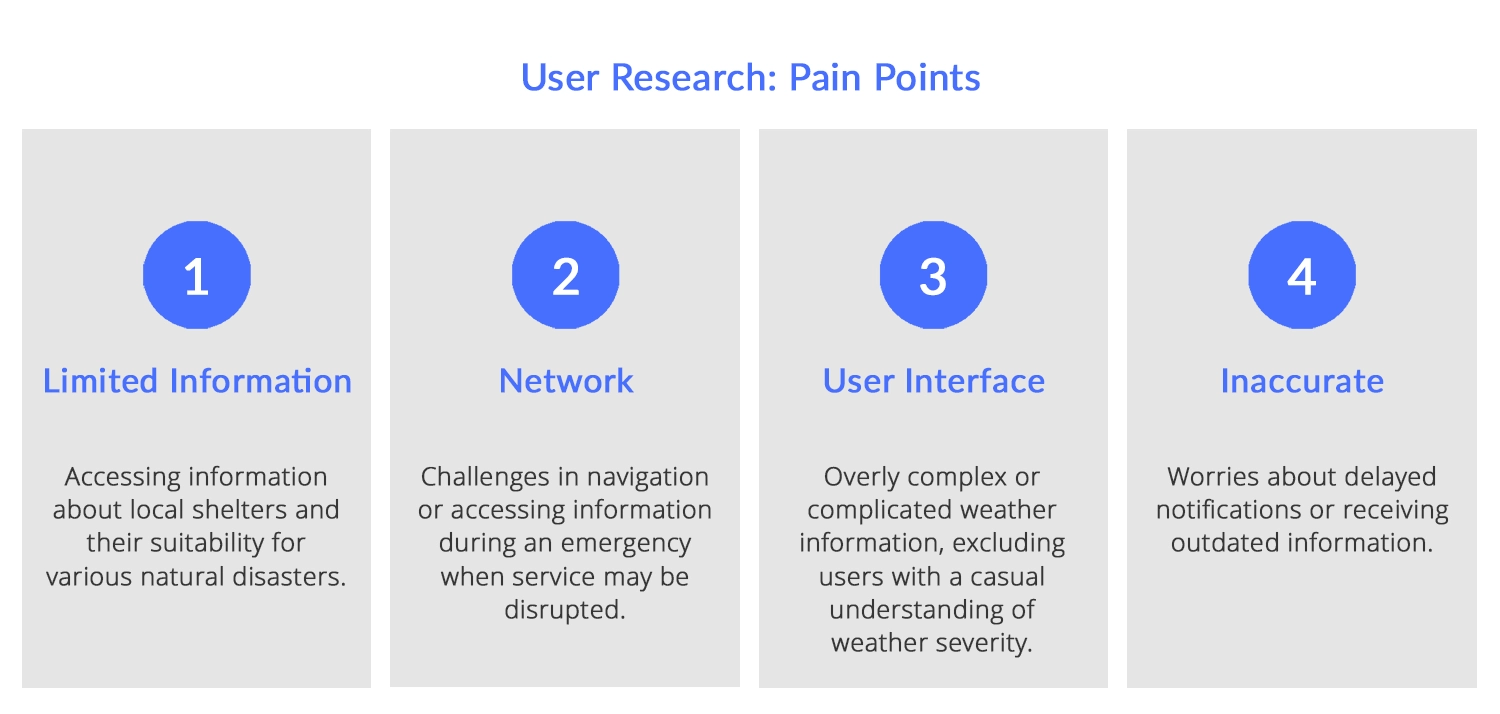 User Research: Pain Points
1
Limited Information
Accessing information
about local shelters and
their suitability for
various natural disasters.
2
Network
Challenges in navigation
or accessing information
during an emergency
when service may be
disrupted.
3
User Interface
Overly complex or
complicated weather
information, excluding
users with a casual
understanding of
weather severity.
4
Inaccurate
Worries about delayed
notifications or receiving
outdated information.